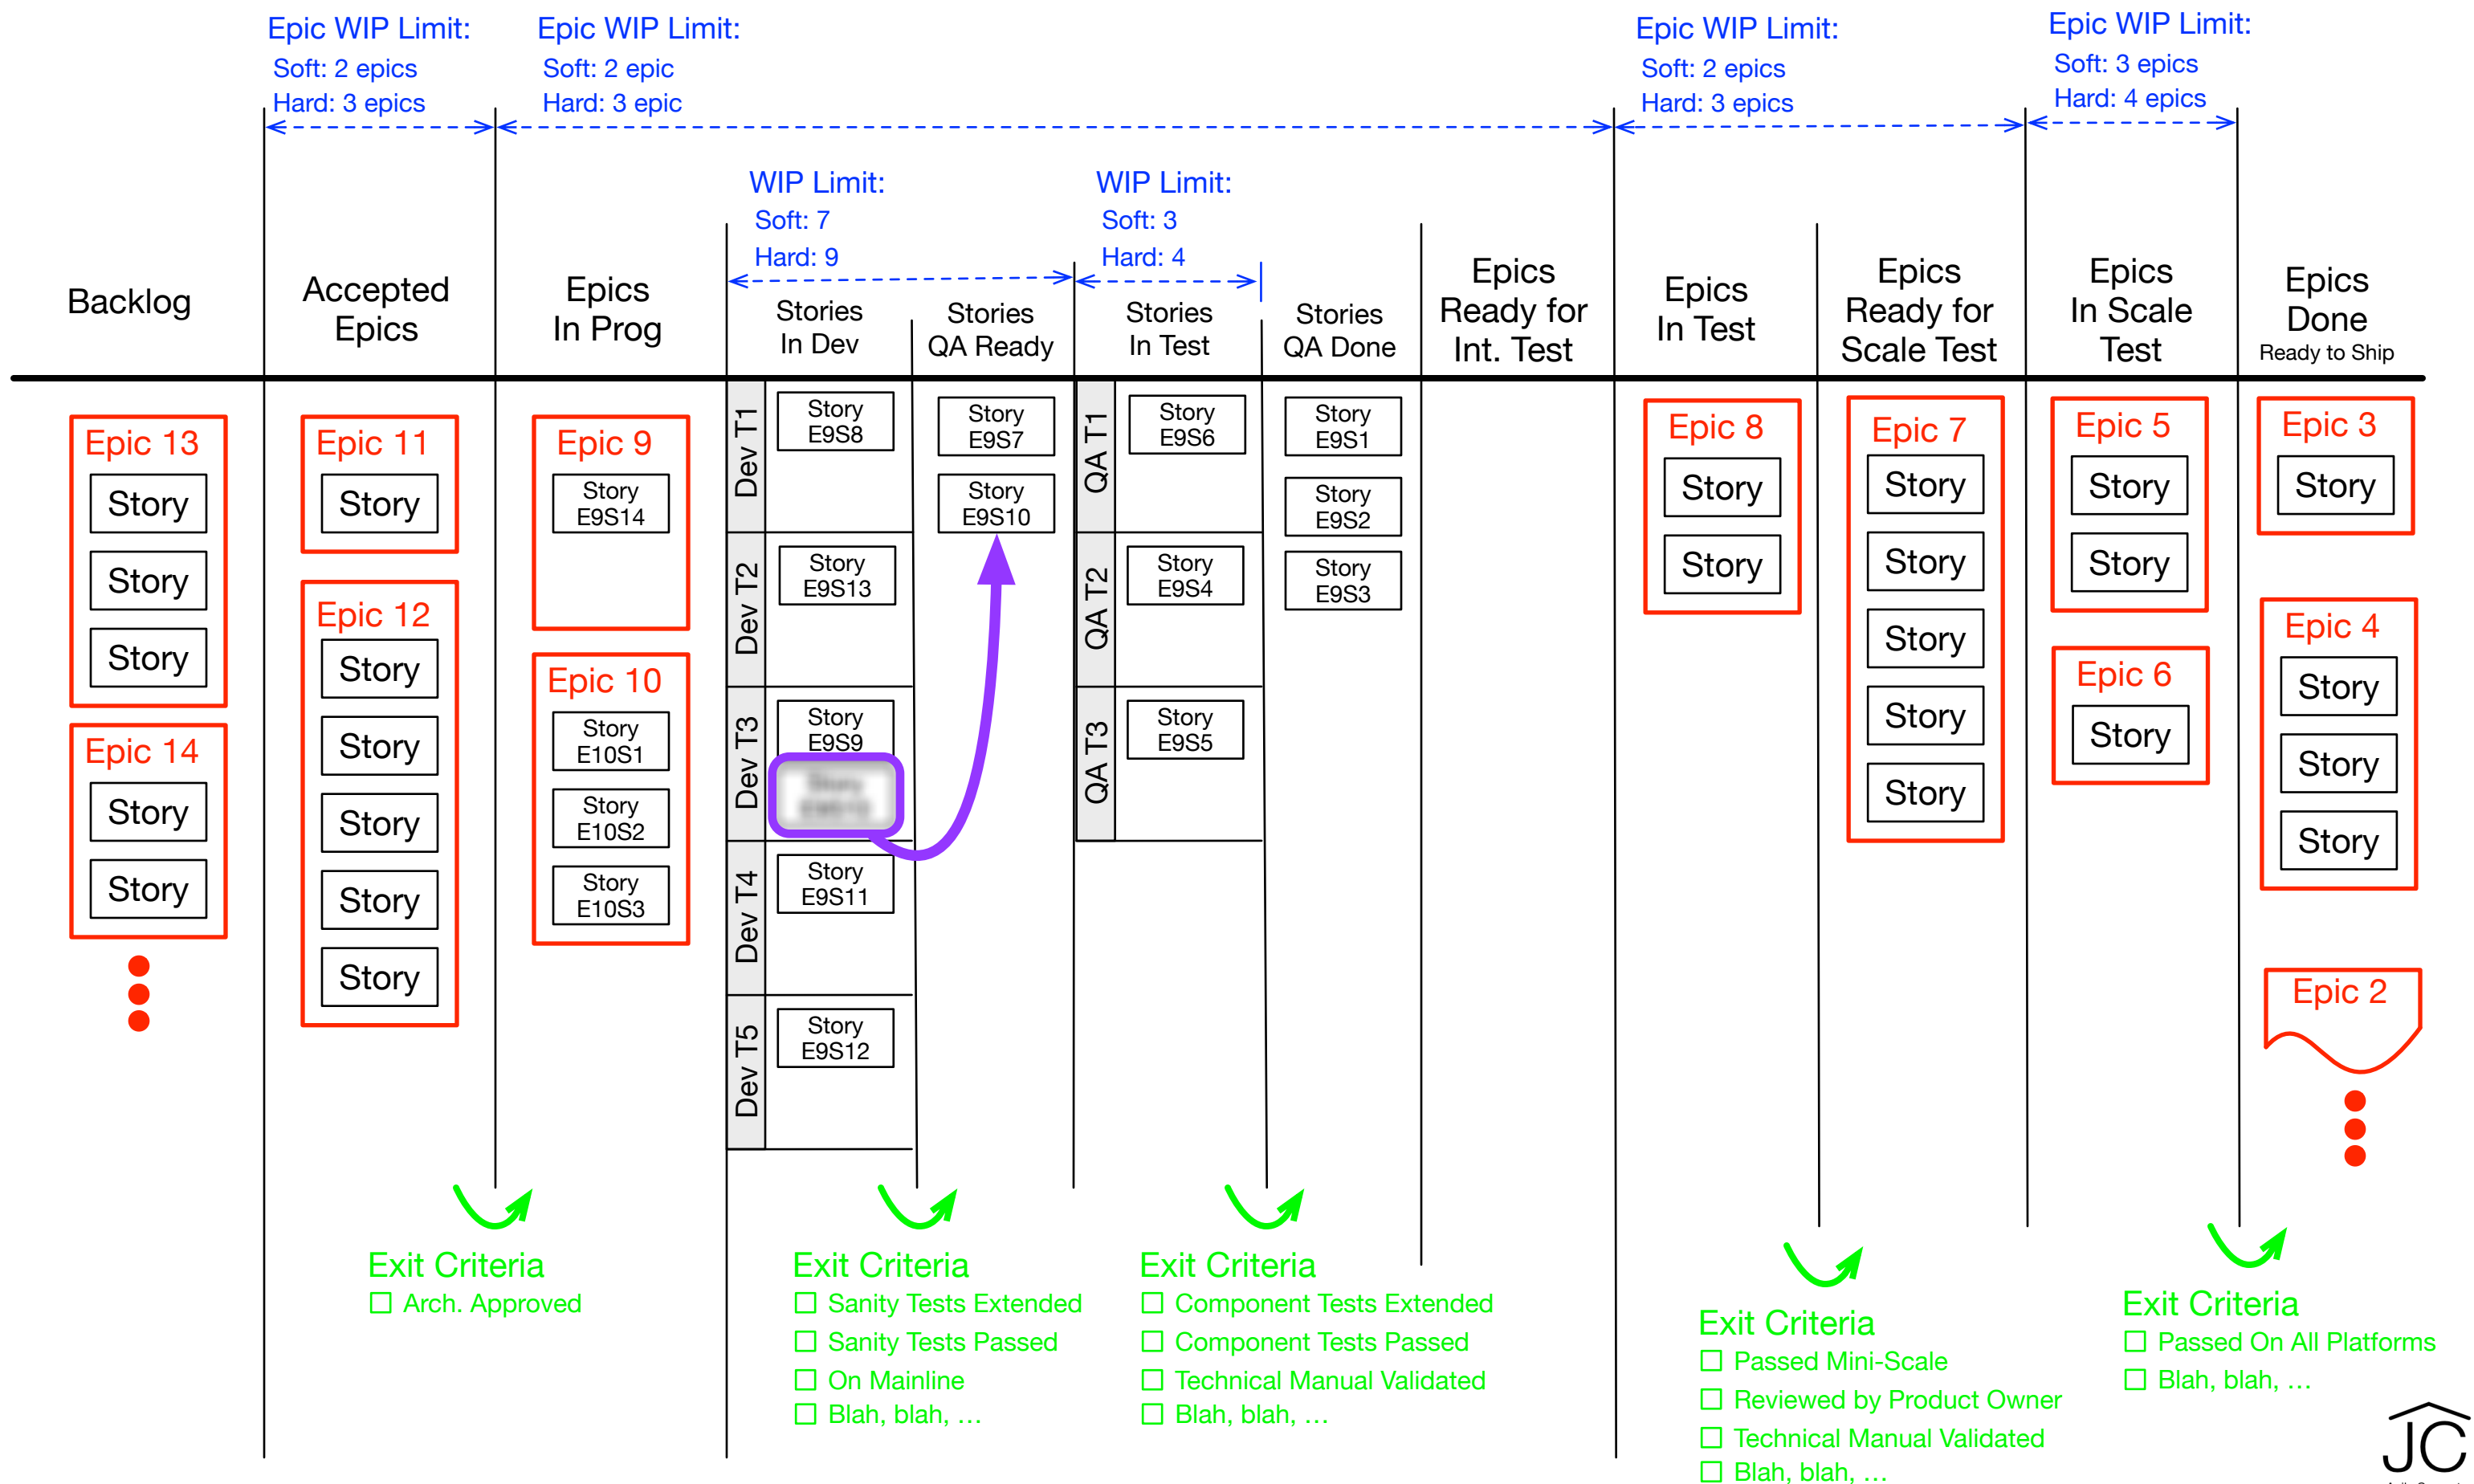 Epic WIP Limit:
Soft: 2 epics
Hard: 3 epics
Epic WIP Limit:
Soft: 2 epic
Hard: 3 epic
Epic WIP Limit:
Soft: 2 epics
Hard: 3 epics
Epic WIP Limit:
Soft: 3 epics
Hard: 4 epics
WIP Limit:
Soft: 7
Hard: 9
WIP Limit:
Soft: 3
Hard: 4
Backlog
Accepted
Epics
Epics
In Prog
Stories
In Dev
Stories
QA Ready
Stories
In Test
Stories
QA Done
Epics
Ready for
Int. Test
Epics
In Test
Epics
Ready for
Scale Test
Epics
In Scale
Test
Epics
Done
Ready to Ship
Epic 13
Story
Story
Story
Epic 14
Story
Story
Epic 11
Story
Epic 12
Story
Story
Story
Story
Story
Epic 9
Story
E9S14
Epic 10
Story
E10S1
Story
E10S2
Story
E10S3
Dev T1
Story
E9S8
Dev T2
Story
E9S13
Dev T3
Story
E9S9
Dev T4
Story
E9S11
Dev T5
Story
E9S12
Story
E9S7
Story
E9S10
QA T1
Story
E9S6
QA T2
Story
E9S4
QA T3
Story
E9S5
Story
E9S1
Story
E9S2
Story
E9S3
Epic 8
Story
Story
Epic 7
Story
Story
Story
Story
Story
Epic 5
Story
Story
Epic 6
Story
Epic 3
Story
Epic 4
Story
Story
Story
Epic 2
Exit Criteria
Arch. Approved
Exit Criteria
Sanity Tests Extended
Sanity Tests Passed
On Mainline
Blah, blah, …
Exit Criteria
Component Tests Extended
Component Tests Passed
Technical Manual Validated
Blah, blah, …
Exit Criteria
Passed Mini-Scale
Reviewed by Product Owner
Technical Manual Validated
Blah, blah, …
Exit Criteria
Passed On All Platforms
Blah, blah, …
JC